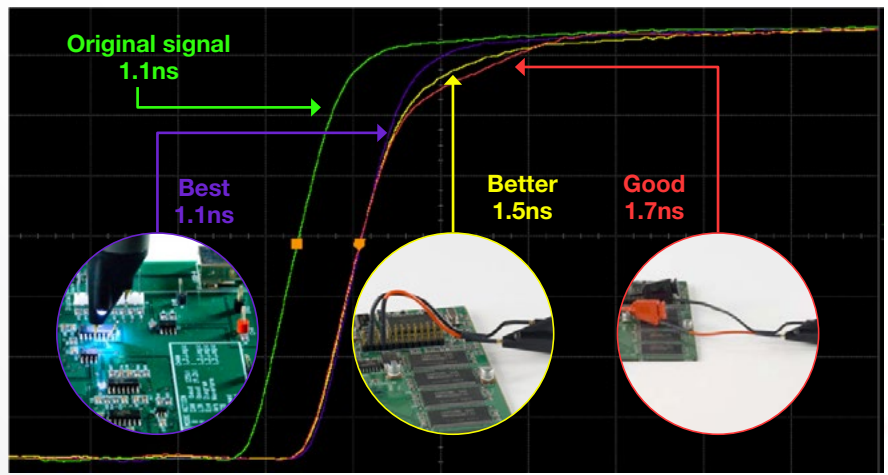 Original signal
1.1ns
Best
1.1ns
Better
1.5ns
Good
1.7ns